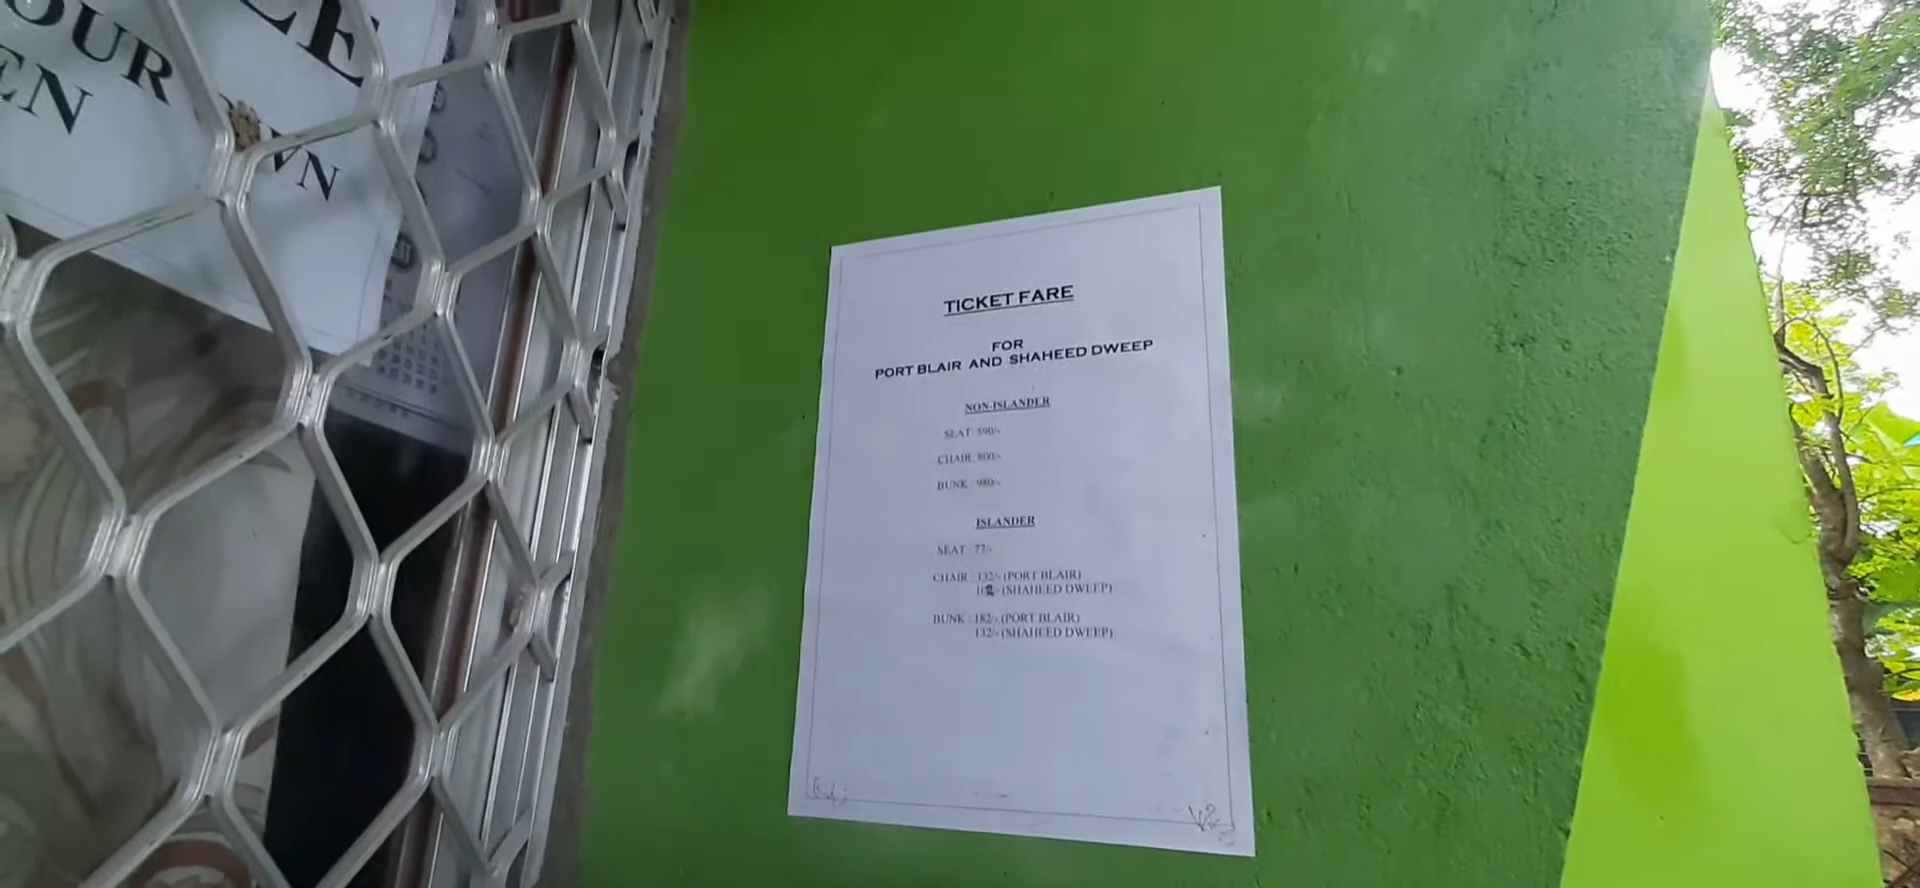 OUR
TICKET FARE
FOR
PORT BLAIR AND SHAHEED DWEEP
NON-ISLANDER
SEAT 590/-
CHAIR 800/-
BUNK 980/-
ISLANDER
SEAT 77/-
CHAIR 132/- (PORT BLAIR)
(SHAHEED DWEEP)
BUNK 182/- (PORT BLAIR)
132/- (SHAHEED DWEEP)